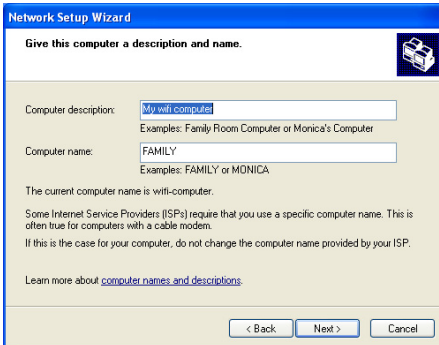 Network Setup Wizard
Give this computer a description and name.
Computer description:
My wifi computer
Examples: Family Room Computer or Monica's Computer
Computer name:
FAMILY
Examples: FAMILY or MONICA
The current computer name is wifi-computer.
Some Internet Service Providers (ISPs) require that you use a specific computer name. This is
often true for computers with a cable modem.
If this is the case for your computer, do not change the computer name provided by your ISP.
Learn more about computer names and descriptions.
< Back
Next >
Cancel